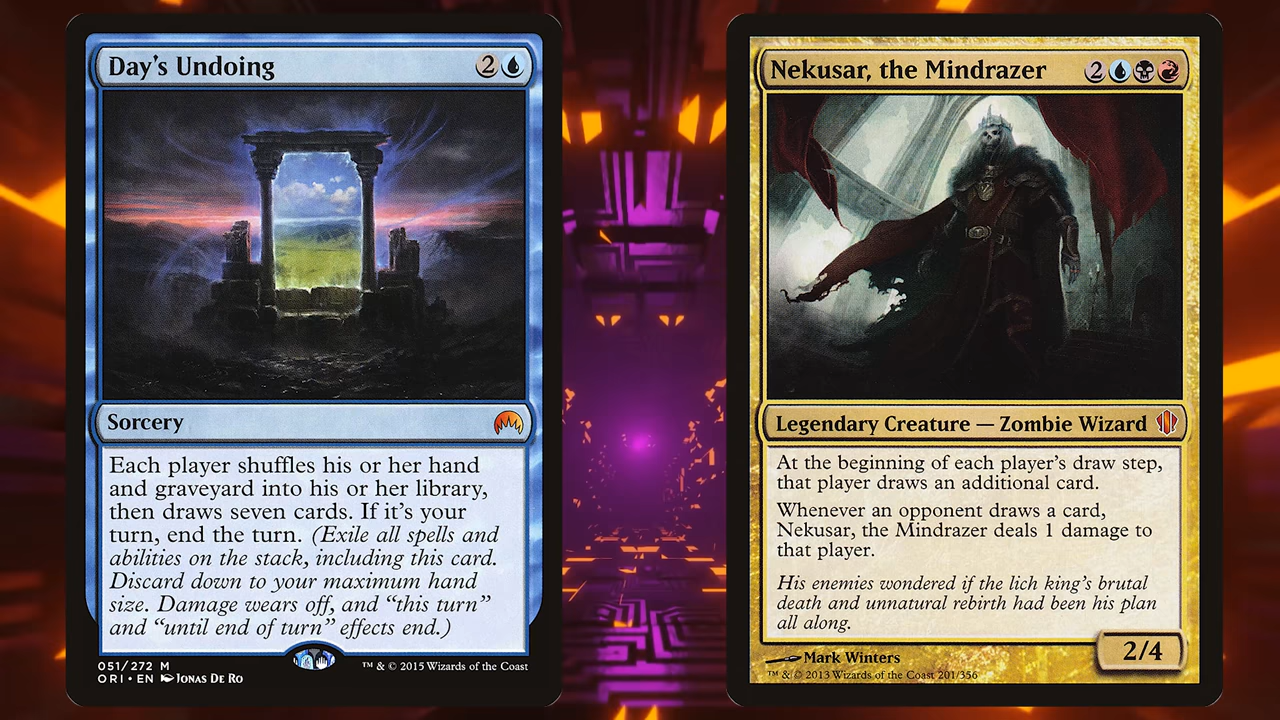 Day's Undoing
2
Sorcery
Each player shuffles his or her hand
and graveyard into his or her library,
then draws seven cards. If it's your
turn, end the turn. (Exile all spells and
abilities on the stack, including this card.
Discard down to your maximum hand
size. Damage wears off, and “this turn”
and “until end of turn” effects end.)
051/272 M
ORI • EN Jonas De Ro
™ & © 2015 Wizards of the Coast
Nekusar, the Mindrazer
2
Legendary Creature — Zombie Wizard
At the beginning of each player's draw step,
that player draws an additional card.
Whenever an opponent draws a card,
Nekusar, the Mindrazer deals 1 damage to
that player.
His enemies wondered if the lich king's brutal
death and unnatural rebirth had been his plan
all along.
2/4
Mark Winters
™ & © 2013 Wizards of the Coast 201/356